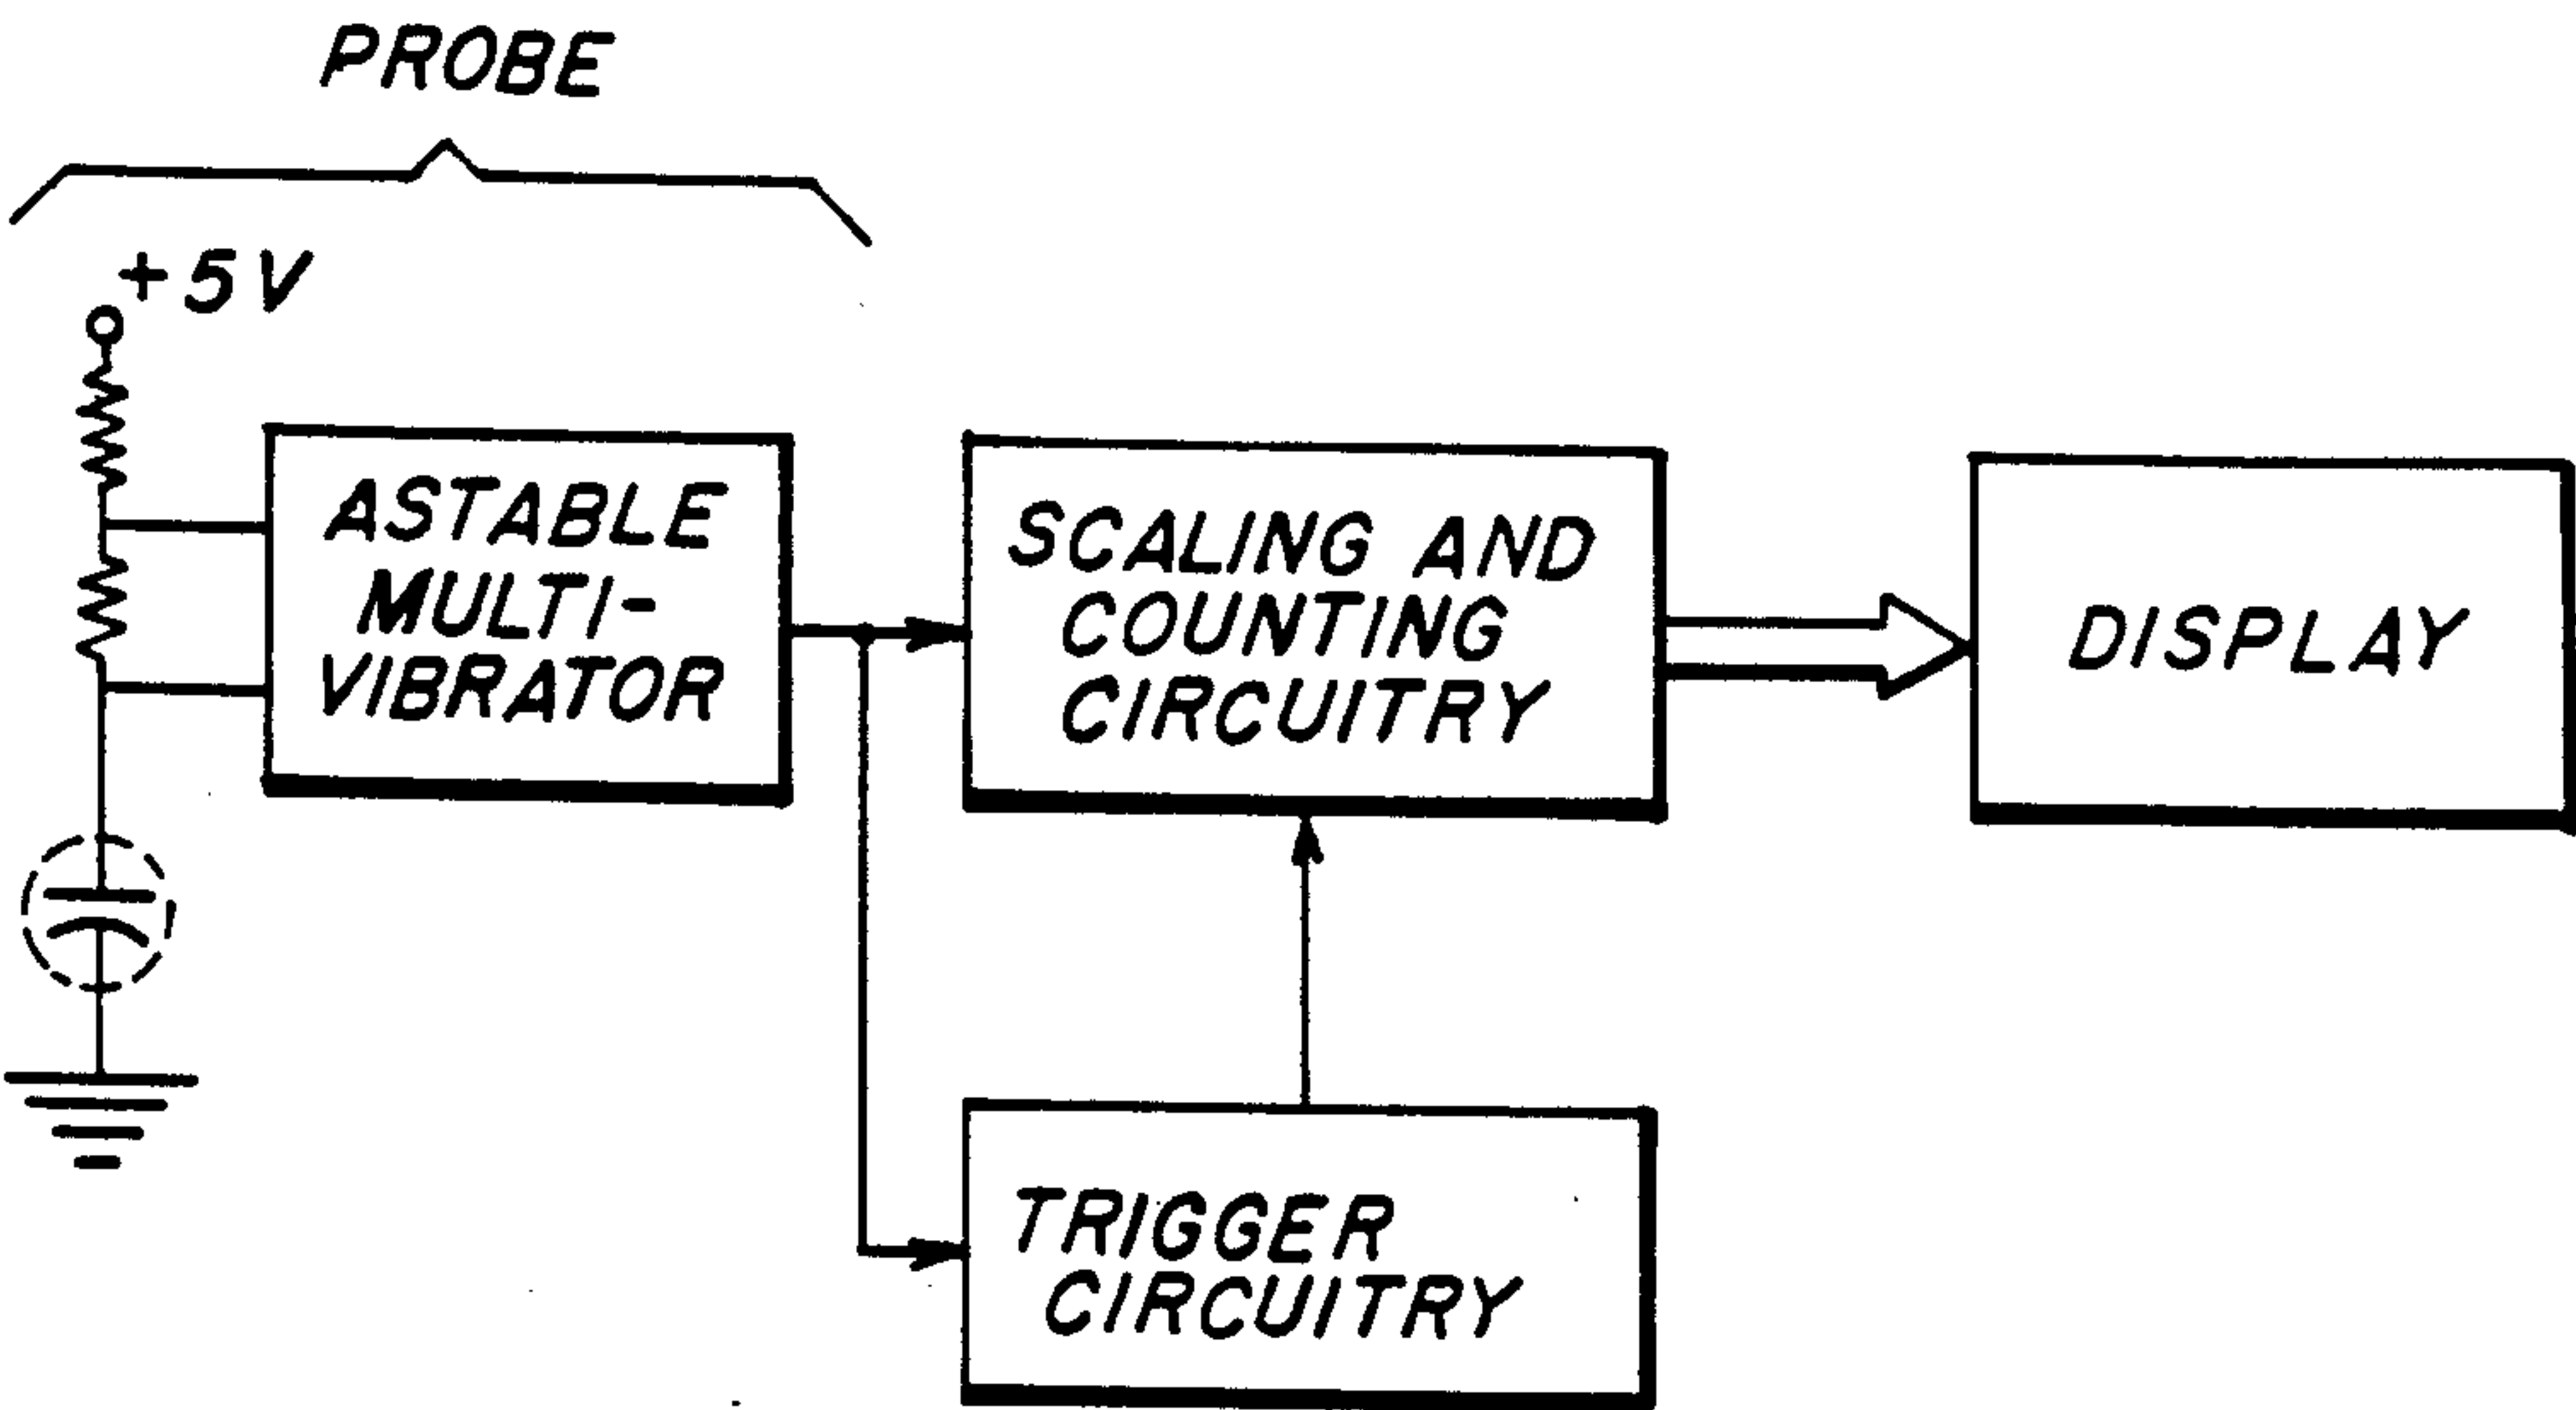 PROBE
+5V
ASTABLE
MULTI-
VIBRATOR
SCALING AND
COUNTING
CIRCUITRY
DISPLAY
TRIGGER
CIRCUITRY